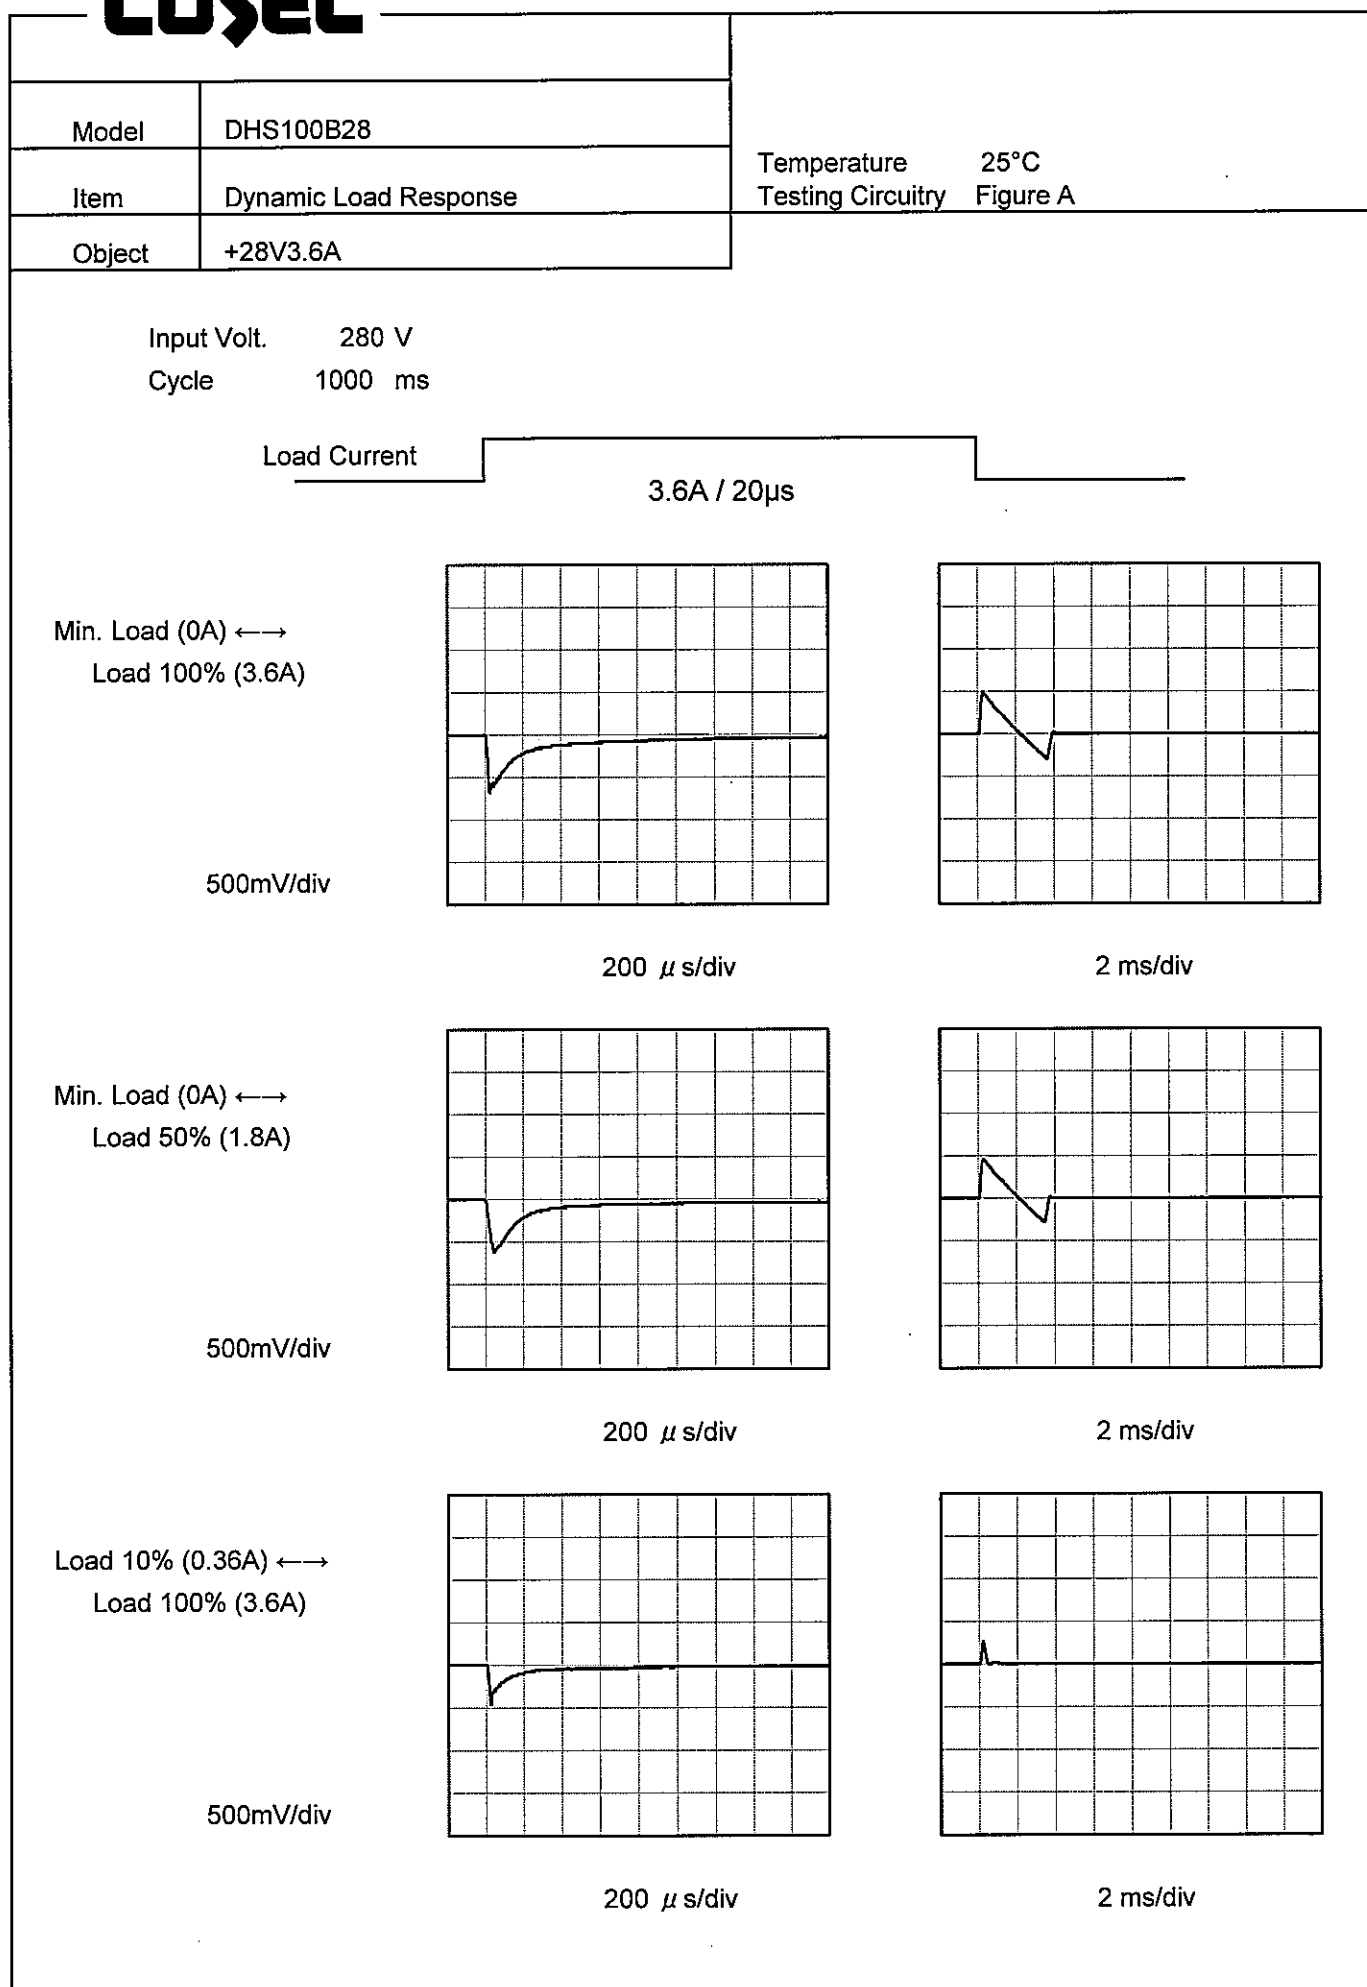 COSEL
Model DHS100B28
Temperature 25°C
Item Dynamic Load Response
Testing Circuitry Figure A
Object +28V3.6A
Input Volt. 280 V
Cycle 1000 ms
Load Current
3.6A / 20μs
Min. Load (0A) ←→
Load 100% (3.6A)
500mV/div
200 μs/div 2 ms/div
Min. Load (0A) ←→
Load 50% (1.8A)
500mV/div
200 μs/div 2 ms/div
Load 10% (0.36A) ←→
Load 100% (3.6A)
500mV/div
200 μs/div 2 ms/div